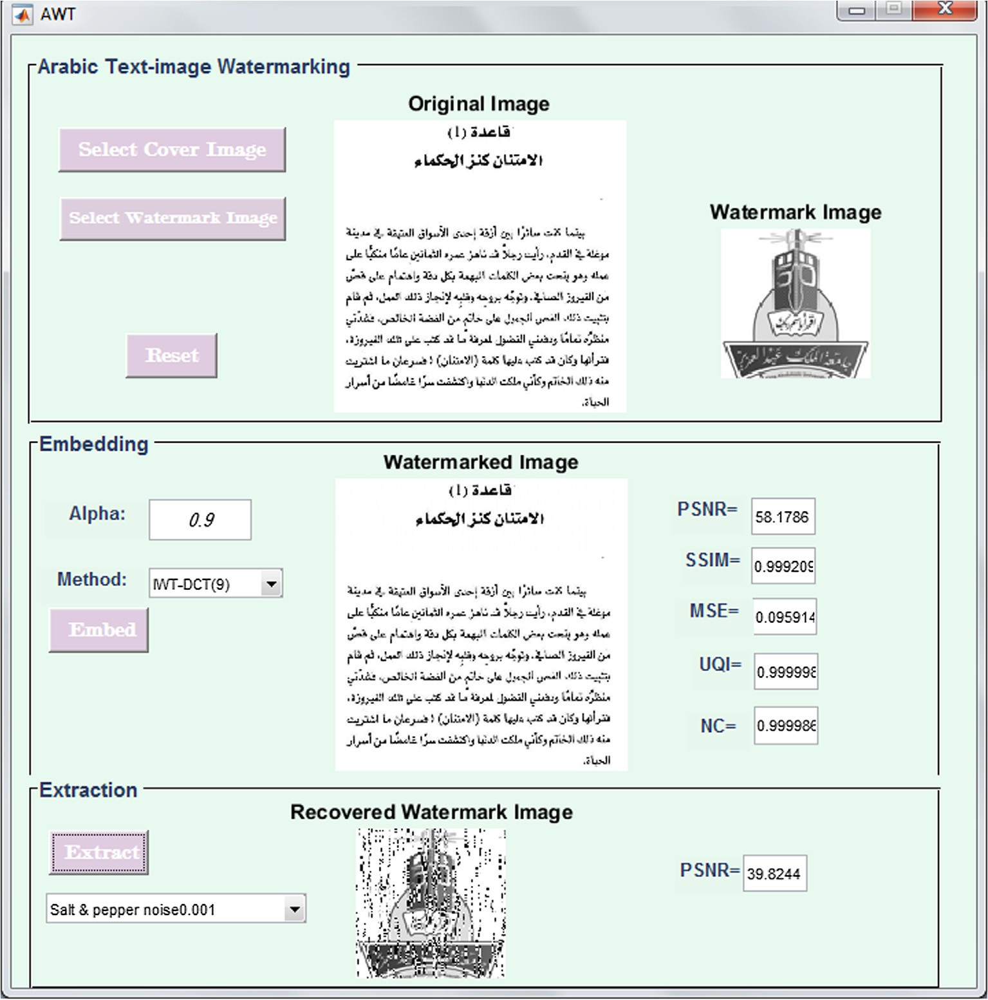 AWT
Arabic Text-image Watermarking
Select Cover Image
Select Watermark Image
Reset
Original Image
قاعدة (1)
الامتنان كنز الحكماء
بينما كنت سائرًا بين أزقة إحدى الأسواق العتيقة في مدينة
موغلة في القدم، رأيت رجلاً قد ناهز عمره الثمانين عامًا منكبًّا على
عمله وهو ينحت بعض الكلمات المبهمة بكل دقة واهتمام على فصٍّ
من الفيروز الصافي، وتوجّه بروحه وقلبه لإنجاز ذلك العمل، ثم قام
بتثبيت ذلك الفص الجميل على خاتم من الفضة الخالص، فشدّني
منظرُه تمامًا ودفعني الفضول لمعرفة ما قد كتب على تلك الفيروزة،
فقرأتها وكان قد كتب عليها كلمة (الامتنان) ! فسرعان ما اشتريت
منه ذلك الخاتم وكأني ملكت الدنيا واكتشفت سرًا غامضًا من أسرار
الحياة.
Watermark Image
اقرأ باسم ربك
جامعة الملك عبد العزيز
Embedding
Alpha:
0.9
Method:
IWT-DCT(9)
Embed
Watermarked Image
قاعدة (1)
الامتنان كنز الحكماء
بينما كنت سائرًا بين أزقة إحدى الأسواق العتيقة في مدينة
موغلة في القدم، رأيت رجلاً قد ناهز عمره الثمانين عامًا منكبًّا على
عمله وهو ينحت بعض الكلمات المبهمة بكل دقة واهتمام على فصٍّ
من الفيروز الصافي، وتوجّه بروحه وقلبه لإنجاز ذلك العمل، ثم قام
بتثبيت ذلك الفص الجميل على خاتم من الفضة الخالص، فشدّني
منظرُه تمامًا ودفعني الفضول لمعرفة ما قد كتب على تلك الفيروزة،
فقرأتها وكان قد كتب عليها كلمة (الامتنان) ! فسرعان ما اشتريت
منه ذلك الخاتم وكأني ملكت الدنيا واكتشفت سرًا غامضًا من أسرار
الحياة.
PSNR= 58.1786
SSIM= 0.999209
MSE= 0.095914
UQI= 0.999998
NC= 0.999986
Extraction
Extract
Salt & pepper noise0.001
Recovered Watermark Image
PSNR= 39.8244